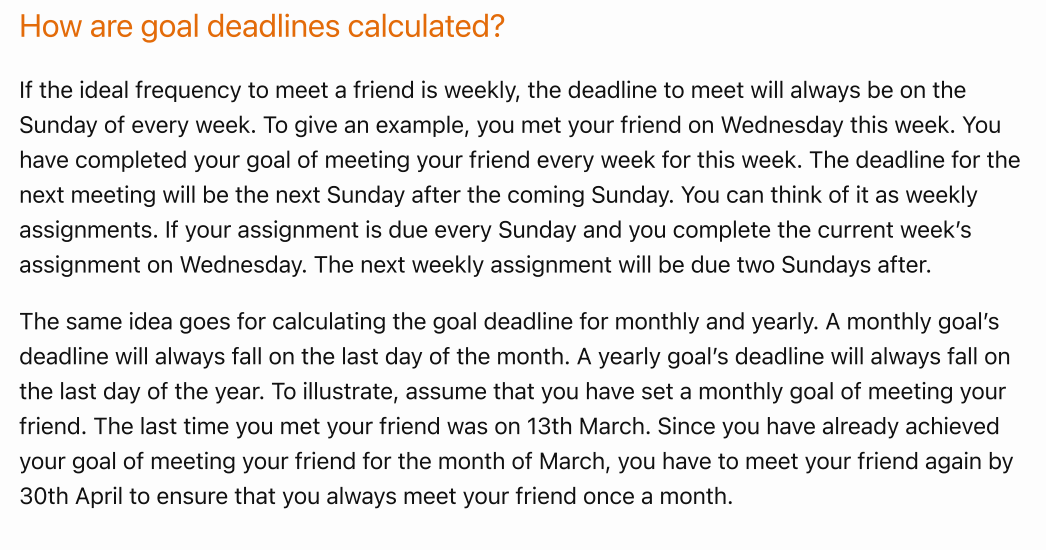 How are goal deadlines calculated?
If the ideal frequency to meet a friend is weekly, the deadline to meet will always be on the
Sunday of every week. To give an example, you met your friend on Wednesday this week. You
have completed your goal of meeting your friend every week for this week. The deadline for the
next meeting will be the next Sunday after the coming Sunday. You can think of it as weekly
assignments. If your assignment is due every Sunday and you complete the current week’s
assignment on Wednesday. The next weekly assignment will be due two Sundays after.
The same idea goes for calculating the goal deadline for monthly and yearly. A monthly goal’s
deadline will always fall on the last day of the month. A yearly goal’s deadline will always fall on
the last day of the year. To illustrate, assume that you have set a monthly goal of meeting your
friend. The last time you met your friend was on 13th March. Since you have already achieved
your goal of meeting your friend for the month of March, you have to meet your friend again by
30th April to ensure that you always meet your friend once a month.